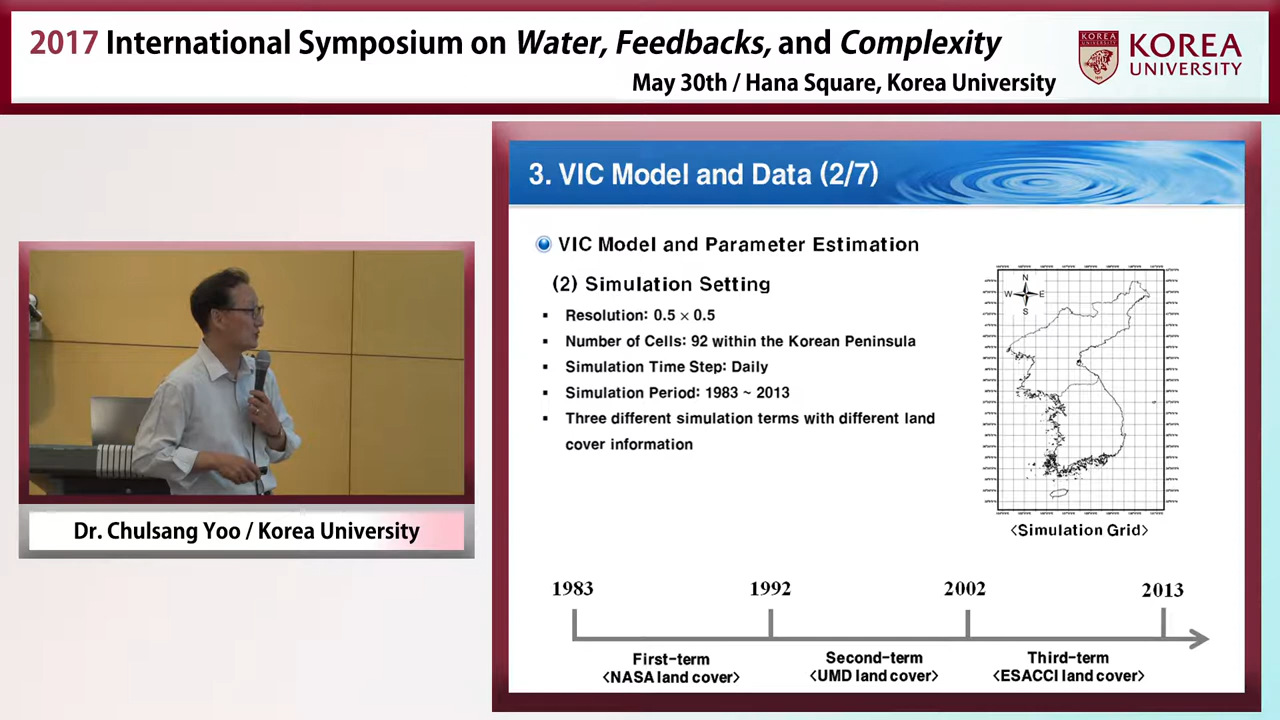 2017 International Symposium on Water, Feedbacks, and Complexity
May 30th / Hana Square, Korea University
KOREA
UNIVERSITY
3. VIC Model and Data (2/7)
VIC Model and Parameter Estimation
(2) Simulation Setting
▪ Resolution: 0.5 × 0.5
▪ Number of Cells: 92 within the Korean Peninsula
▪ Simulation Time Step: Daily
▪ Simulation Period: 1983 ~ 2013
▪ Three different simulation terms with different land
cover information
N
W E
S
<Simulation Grid>
Dr. Chulsang Yoo / Korea University
1983 1992 2002 2013
First-term Second-term Third-term
<NASA land cover> <UMD land cover> <ESACCI land cover>